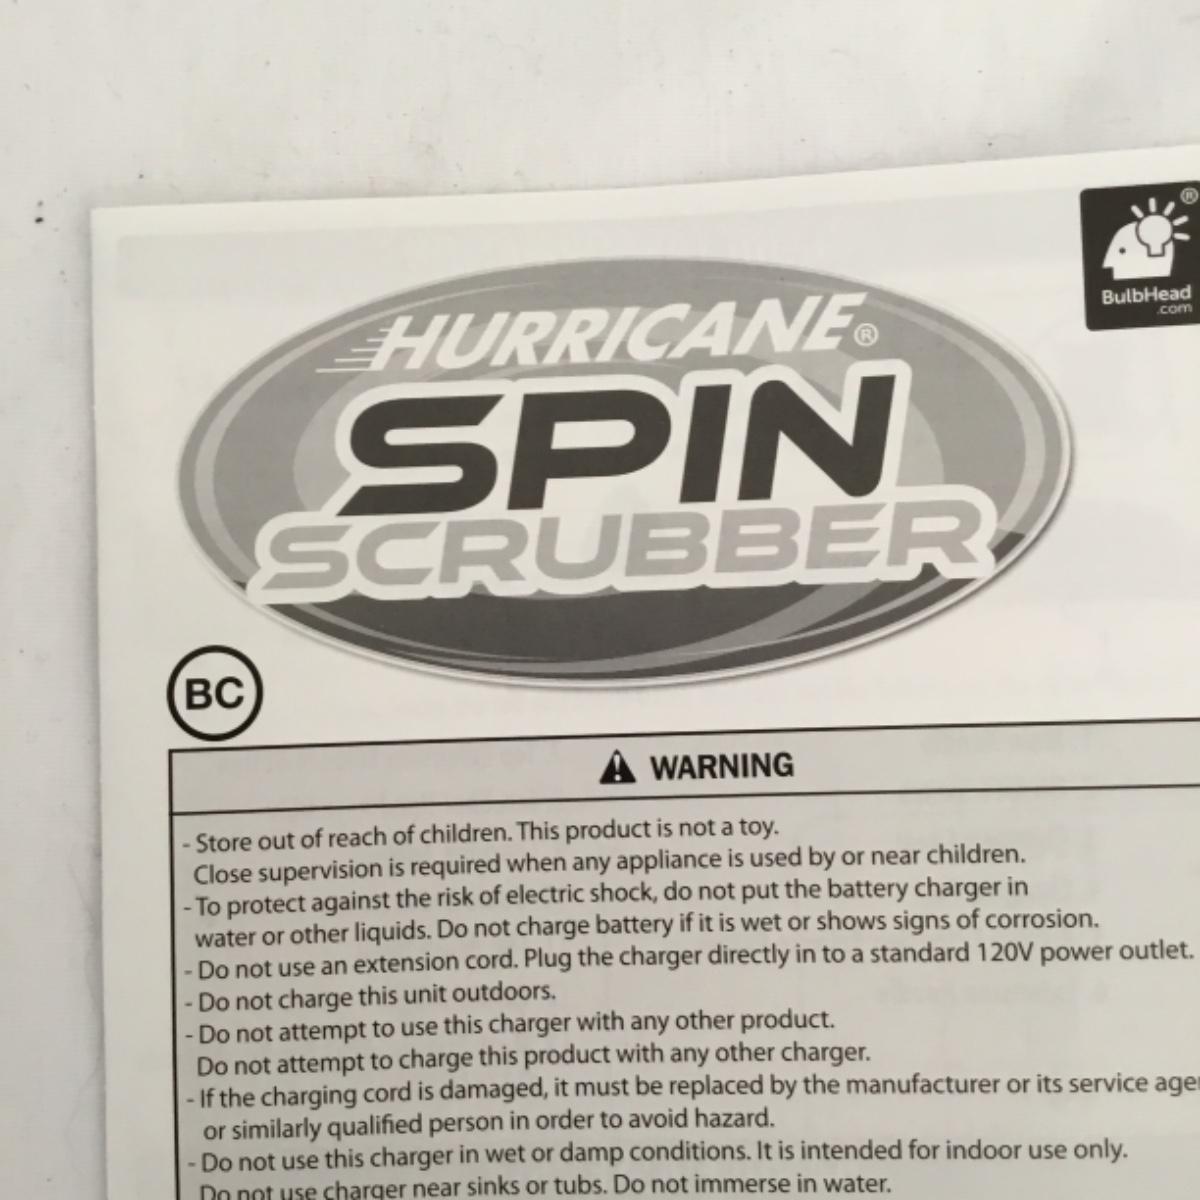 ®
BulbHead
.com
HURRICANE®
SPIN
SCRUBBER
BC
WARNING
- Store out of reach of children. This product is not a toy.
Close supervision is required when any appliance is used by or near children.
- To protect against the risk of electric shock, do not put the battery charger in
water or other liquids. Do not charge battery if it is wet or shows signs of corrosion.
- Do not use an extension cord. Plug the charger directly in to a standard 120V power outlet.
- Do not charge this unit outdoors.
- Do not attempt to use this charger with any other product.
Do not attempt to charge this product with any other charger.
- If the charging cord is damaged, it must be replaced by the manufacturer or its service
or similarly qualified person in order to avoid hazard.
- Do not use this charger in wet or damp conditions. It is intended for indoor use only.
Do not use charger near sinks or tubs. Do not immerse in water.